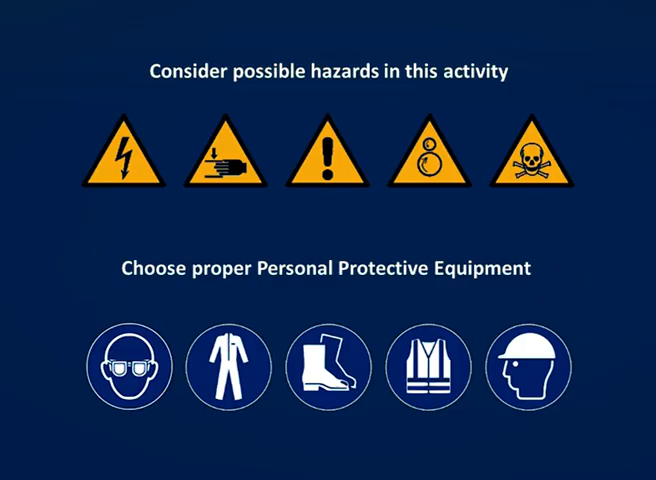 Consider possible hazards in this activity
Choose proper Personal Protective Equipment